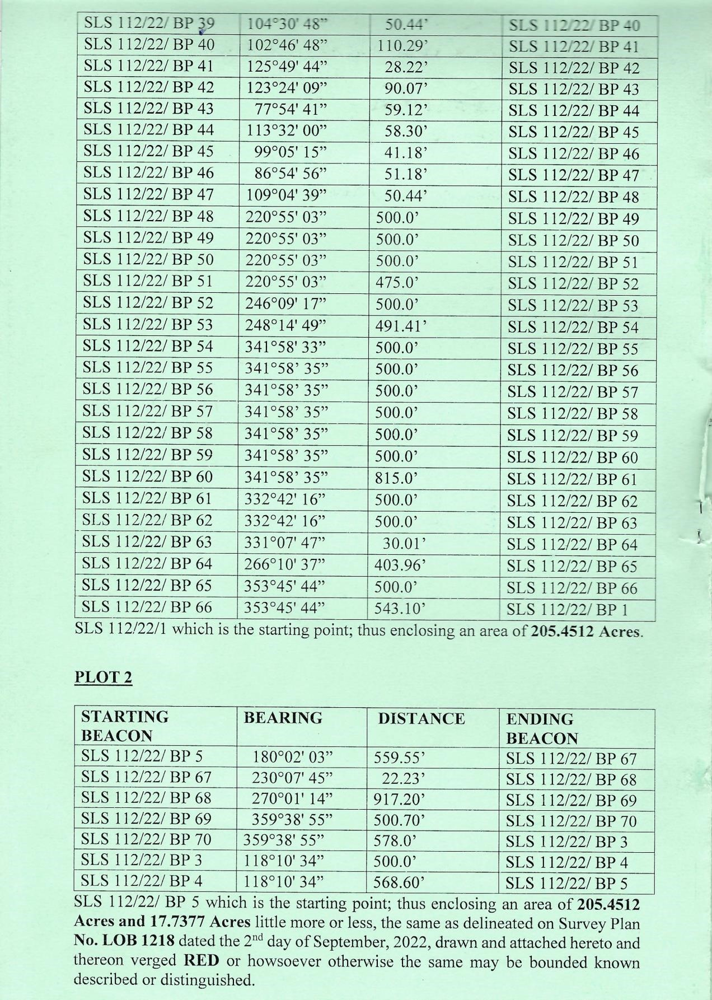 SLS 112/22/ BP 39 104°30' 48” 50.44’ SLS 112/22/ BP 40
SLS 112/22/ BP 40 102°46' 48” 110.29’ SLS 112/22/ BP 41
SLS 112/22/ BP 41 125°49' 44” 28.22’ SLS 112/22/ BP 42
SLS 112/22/ BP 42 123°24' 09” 90.07’ SLS 112/22/ BP 43
SLS 112/22/ BP 43 77°54' 41” 59.12’ SLS 112/22/ BP 44
SLS 112/22/ BP 44 113°32' 00” 58.30’ SLS 112/22/ BP 45
SLS 112/22/ BP 45 99°05' 15” 41.18’ SLS 112/22/ BP 46
SLS 112/22/ BP 46 86°54' 56” 51.18’ SLS 112/22/ BP 47
SLS 112/22/ BP 47 109°04' 39” 50.44’ SLS 112/22/ BP 48
SLS 112/22/ BP 48 220°55' 03” 500.0’ SLS 112/22/ BP 49
SLS 112/22/ BP 49 220°55' 03” 500.0’ SLS 112/22/ BP 50
SLS 112/22/ BP 50 220°55' 03” 500.0’ SLS 112/22/ BP 51
SLS 112/22/ BP 51 220°55' 03” 475.0’ SLS 112/22/ BP 52
SLS 112/22/ BP 52 246°09' 17” 500.0’ SLS 112/22/ BP 53
SLS 112/22/ BP 53 248°14' 49” 491.41’ SLS 112/22/ BP 54
SLS 112/22/ BP 54 341°58' 33” 500.0’ SLS 112/22/ BP 55
SLS 112/22/ BP 55 341°58’ 35” 500.0’ SLS 112/22/ BP 56
SLS 112/22/ BP 56 341°58’ 35” 500.0’ SLS 112/22/ BP 57
SLS 112/22/ BP 57 341°58’ 35” 500.0’ SLS 112/22/ BP 58
SLS 112/22/ BP 58 341°58’ 35” 500.0’ SLS 112/22/ BP 59
SLS 112/22/ BP 59 341°58’ 35” 500.0’ SLS 112/22/ BP 60
SLS 112/22/ BP 60 341°58’ 35” 815.0’ SLS 112/22/ BP 61
SLS 112/22/ BP 61 332°42' 16” 500.0’ SLS 112/22/ BP 62
SLS 112/22/ BP 62 332°42' 16” 500.0’ SLS 112/22/ BP 63
SLS 112/22/ BP 63 331°07' 47” 30.01’ SLS 112/22/ BP 64
SLS 112/22/ BP 64 266°10' 37” 403.96’ SLS 112/22/ BP 65
SLS 112/22/ BP 65 353°45' 44” 500.0’ SLS 112/22/ BP 66
SLS 112/22/ BP 66 353°45' 44” 543.10’ SLS 112/22/ BP 1
SLS 112/22/1 which is the starting point; thus enclosing an area of 205.4512 Acres.
PLOT 2
STARTING BEARING DISTANCE ENDING
BEACON BEACON
SLS 112/22/ BP 5 180°02' 03” 559.55’ SLS 112/22/ BP 67
SLS 112/22/ BP 67 230°07' 45” 22.23’ SLS 112/22/ BP 68
SLS 112/22/ BP 68 270°01' 14” 917.20’ SLS 112/22/ BP 69
SLS 112/22/ BP 69 359°38' 55” 500.70’ SLS 112/22/ BP 70
SLS 112/22/ BP 70 359°38' 55” 578.0’ SLS 112/22/ BP 3
SLS 112/22/ BP 3 118°10' 34” 500.0’ SLS 112/22/ BP 4
SLS 112/22/ BP 4 118°10' 34” 568.60’ SLS 112/22/ BP 5
SLS 112/22/ BP 5 which is the starting point; thus enclosing an area of 205.4512
Acres and 17.7377 Acres little more or less, the same as delineated on Survey Plan
No. LOB 1218 dated the 2nd day of September, 2022, drawn and attached hereto and
thereon verged RED or howsoever otherwise the same may be bounded known
described or distinguished.